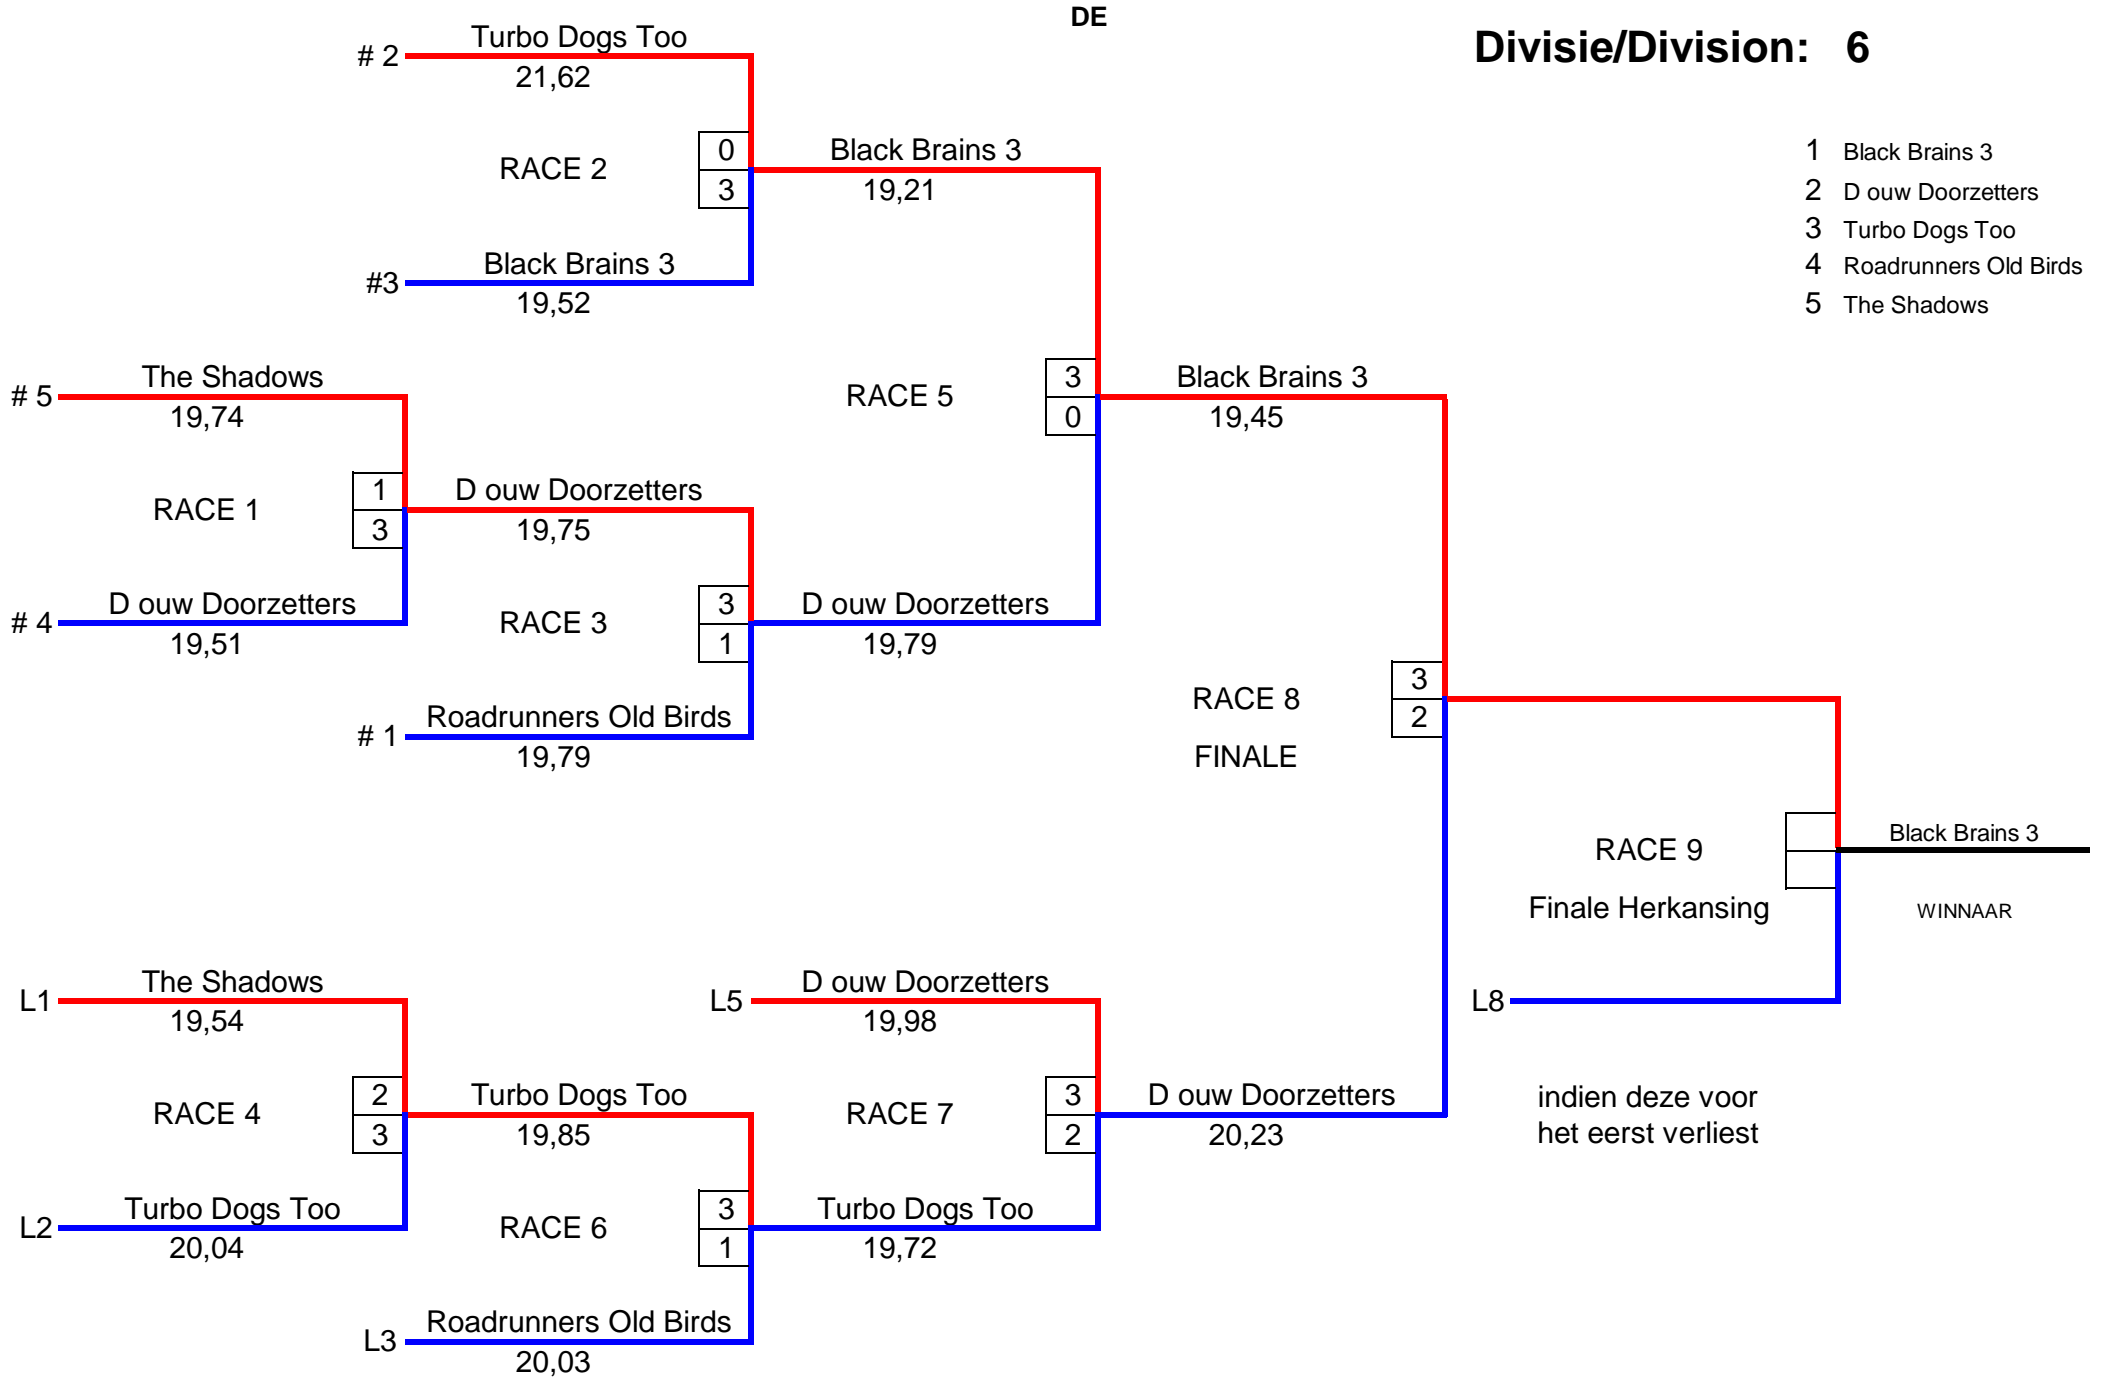 DE
Divisie/Division: 6
# 2
Turbo Dogs Too
21,62
RACE 2
0
3
#3
Black Brains 3
19,52
Black Brains 3
19,21
1 Black Brains 3
2 D ouw Doorzetters
3 Turbo Dogs Too
4 Roadrunners Old Birds
5 The Shadows
# 5
The Shadows
19,74
RACE 1
1
3
# 4
D ouw Doorzetters
19,51
D ouw Doorzetters
19,75
RACE 3
3
1
# 1
Roadrunners Old Birds
19,79
RACE 5
3
0
D ouw Doorzetters
19,79
Black Brains 3
19,45
RACE 8
FINALE
3
2
RACE 9
Finale Herkansing
Black Brains 3
WINNAAR
L8
indien deze voor
het eerst verliest
L1
The Shadows
19,54
RACE 4
2
3
L2
Turbo Dogs Too
20,04
Turbo Dogs Too
19,85
RACE 6
3
1
L3
Roadrunners Old Birds
20,03
L5
D ouw Doorzetters
19,98
RACE 7
3
2
Turbo Dogs Too
19,72
D ouw Doorzetters
20,23